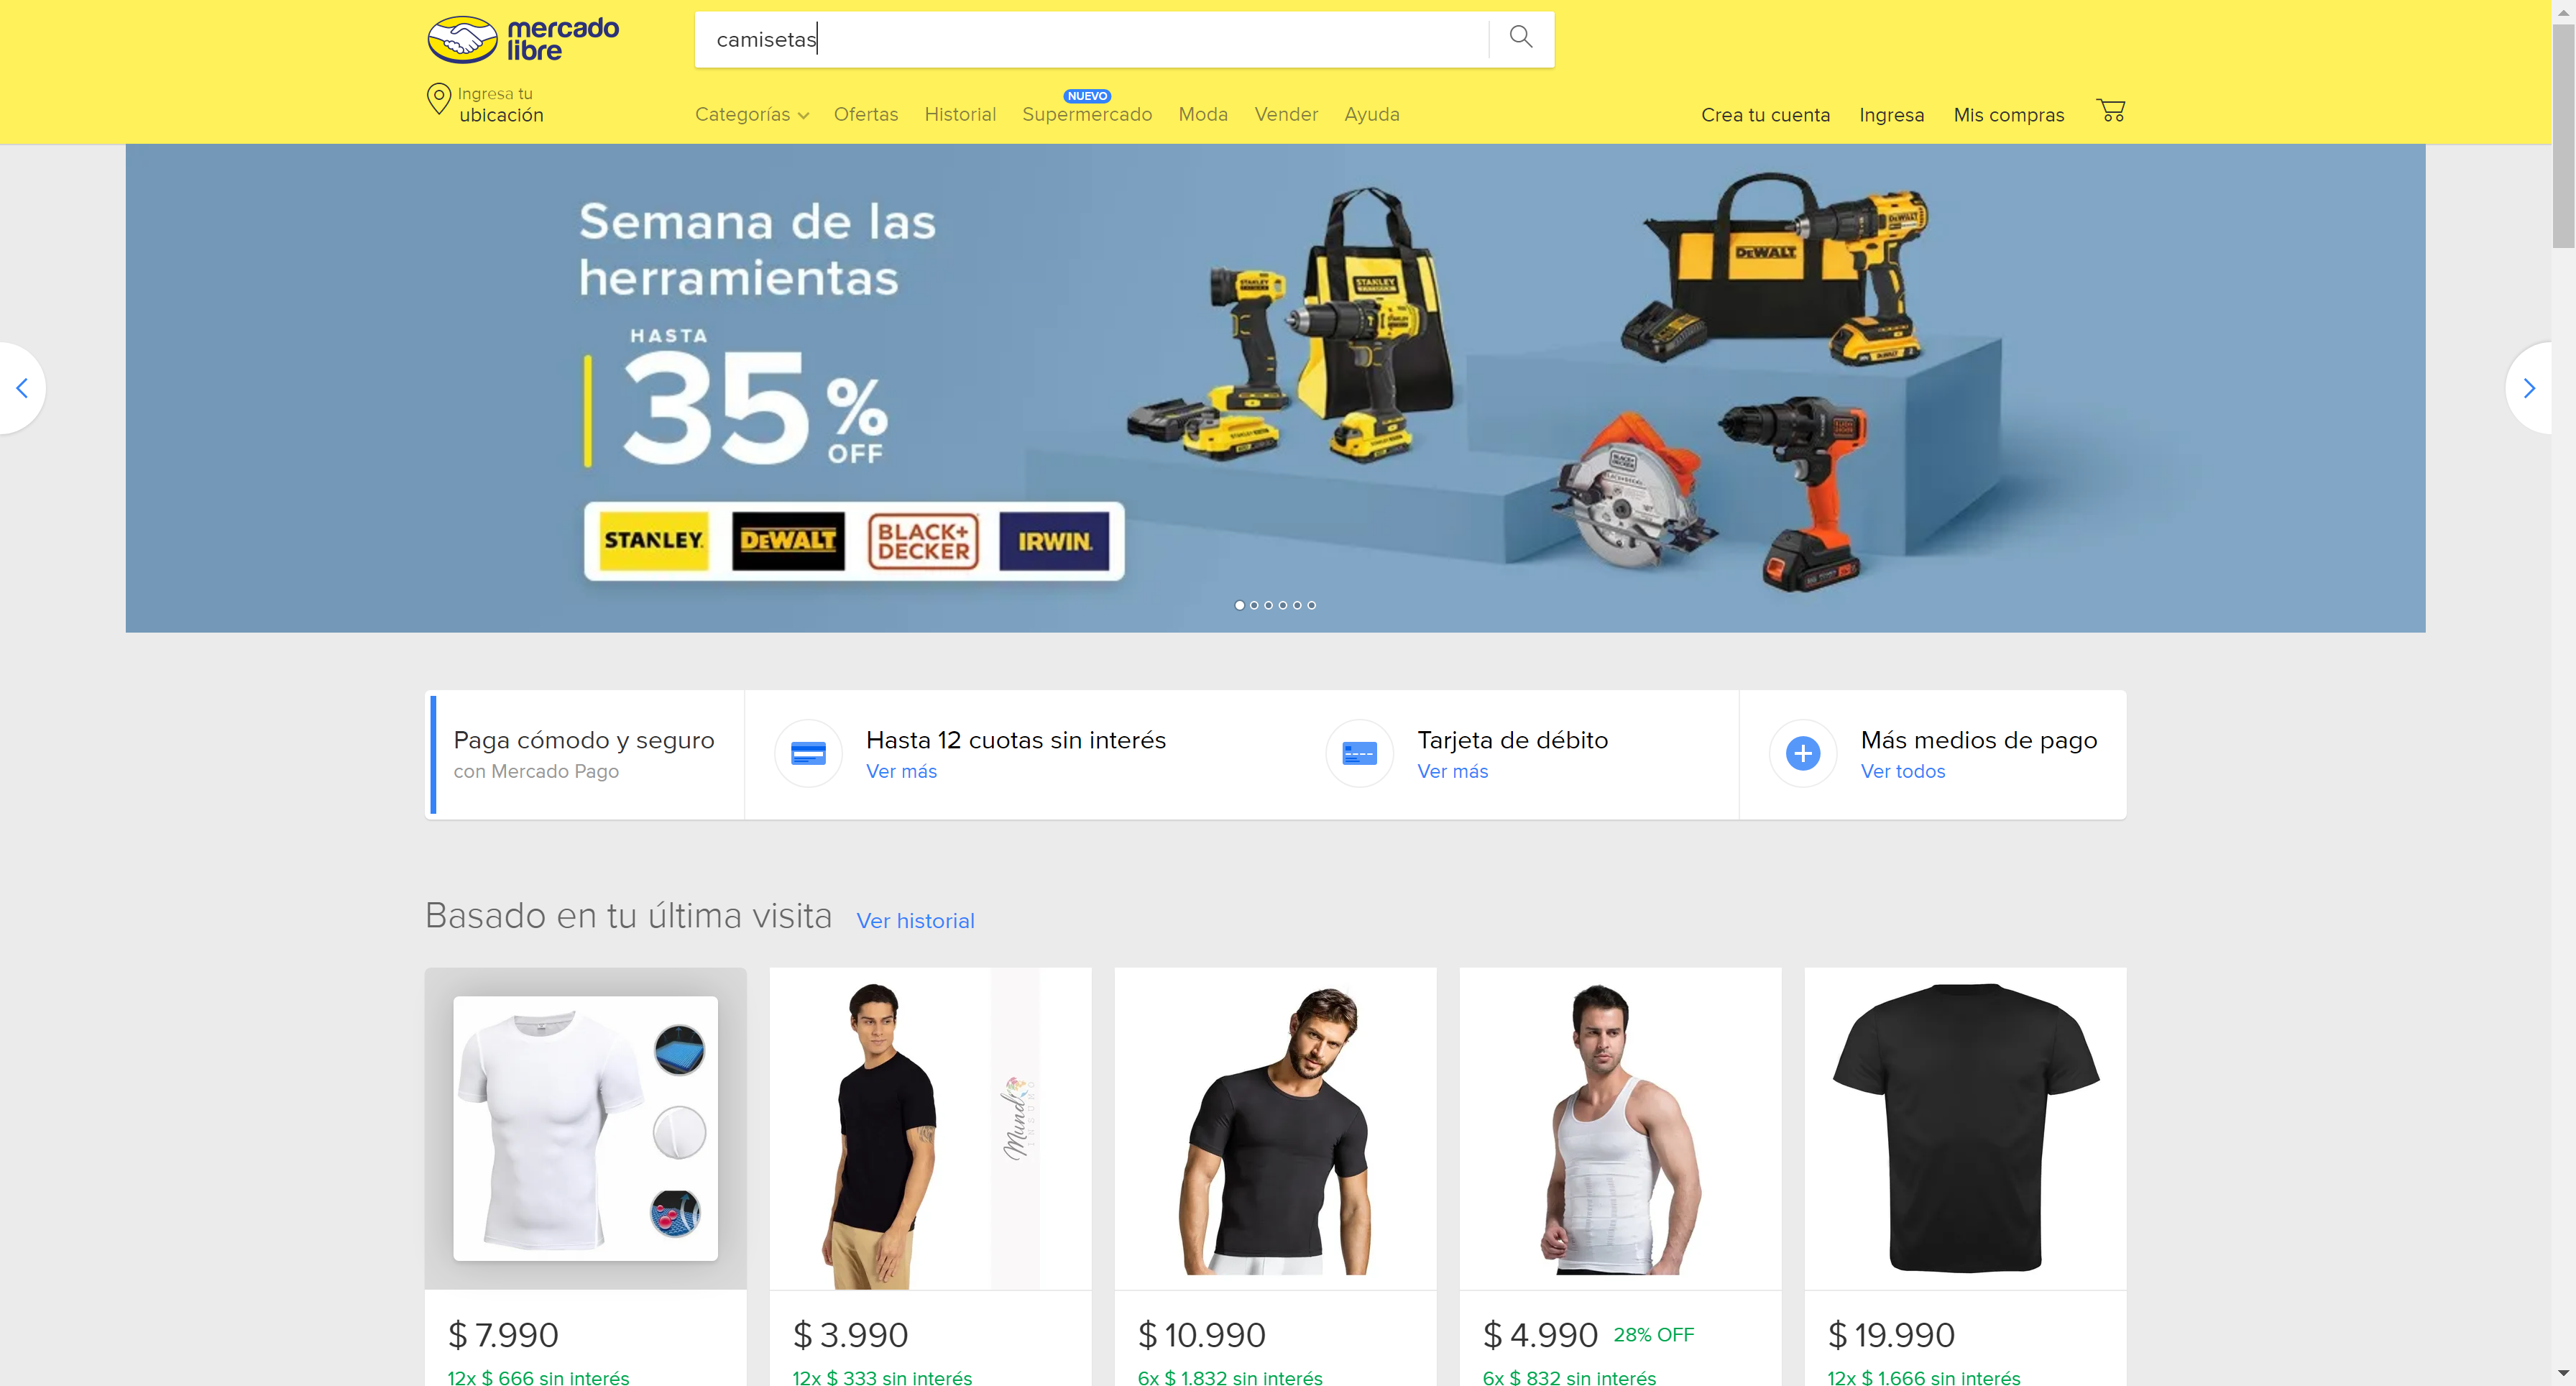 mercado
libre
camisetas
Ingresa tu
ubicación
Categorías
Ofertas
Historial
NUEVO
Supermercado
Moda
Vender
Ayuda
Crea tu cuenta
Ingresa
Mis compras
Semana de las
herramientas
HASTA
35%
OFF
STANLEY.
DEWALT
BLACK+
DECKER
IRWIN.
STANLEY
DEWALT
Paga cómodo y seguro
con Mercado Pago
Hasta 12 cuotas sin interés
Ver más
Tarjeta de débito
Ver más
Más medios de pago
Ver todos
Basado en tu última visita
Ver historial
Mundo
INSUMO
$ 7.990
12x $ 666 sin interés
$ 3.990
12x $ 333 sin interés
$ 10.990
6x $ 1.832 sin interés
$ 4.990 28% OFF
6x $ 832 sin interés
$ 19.990
12x $ 1.666 sin interés